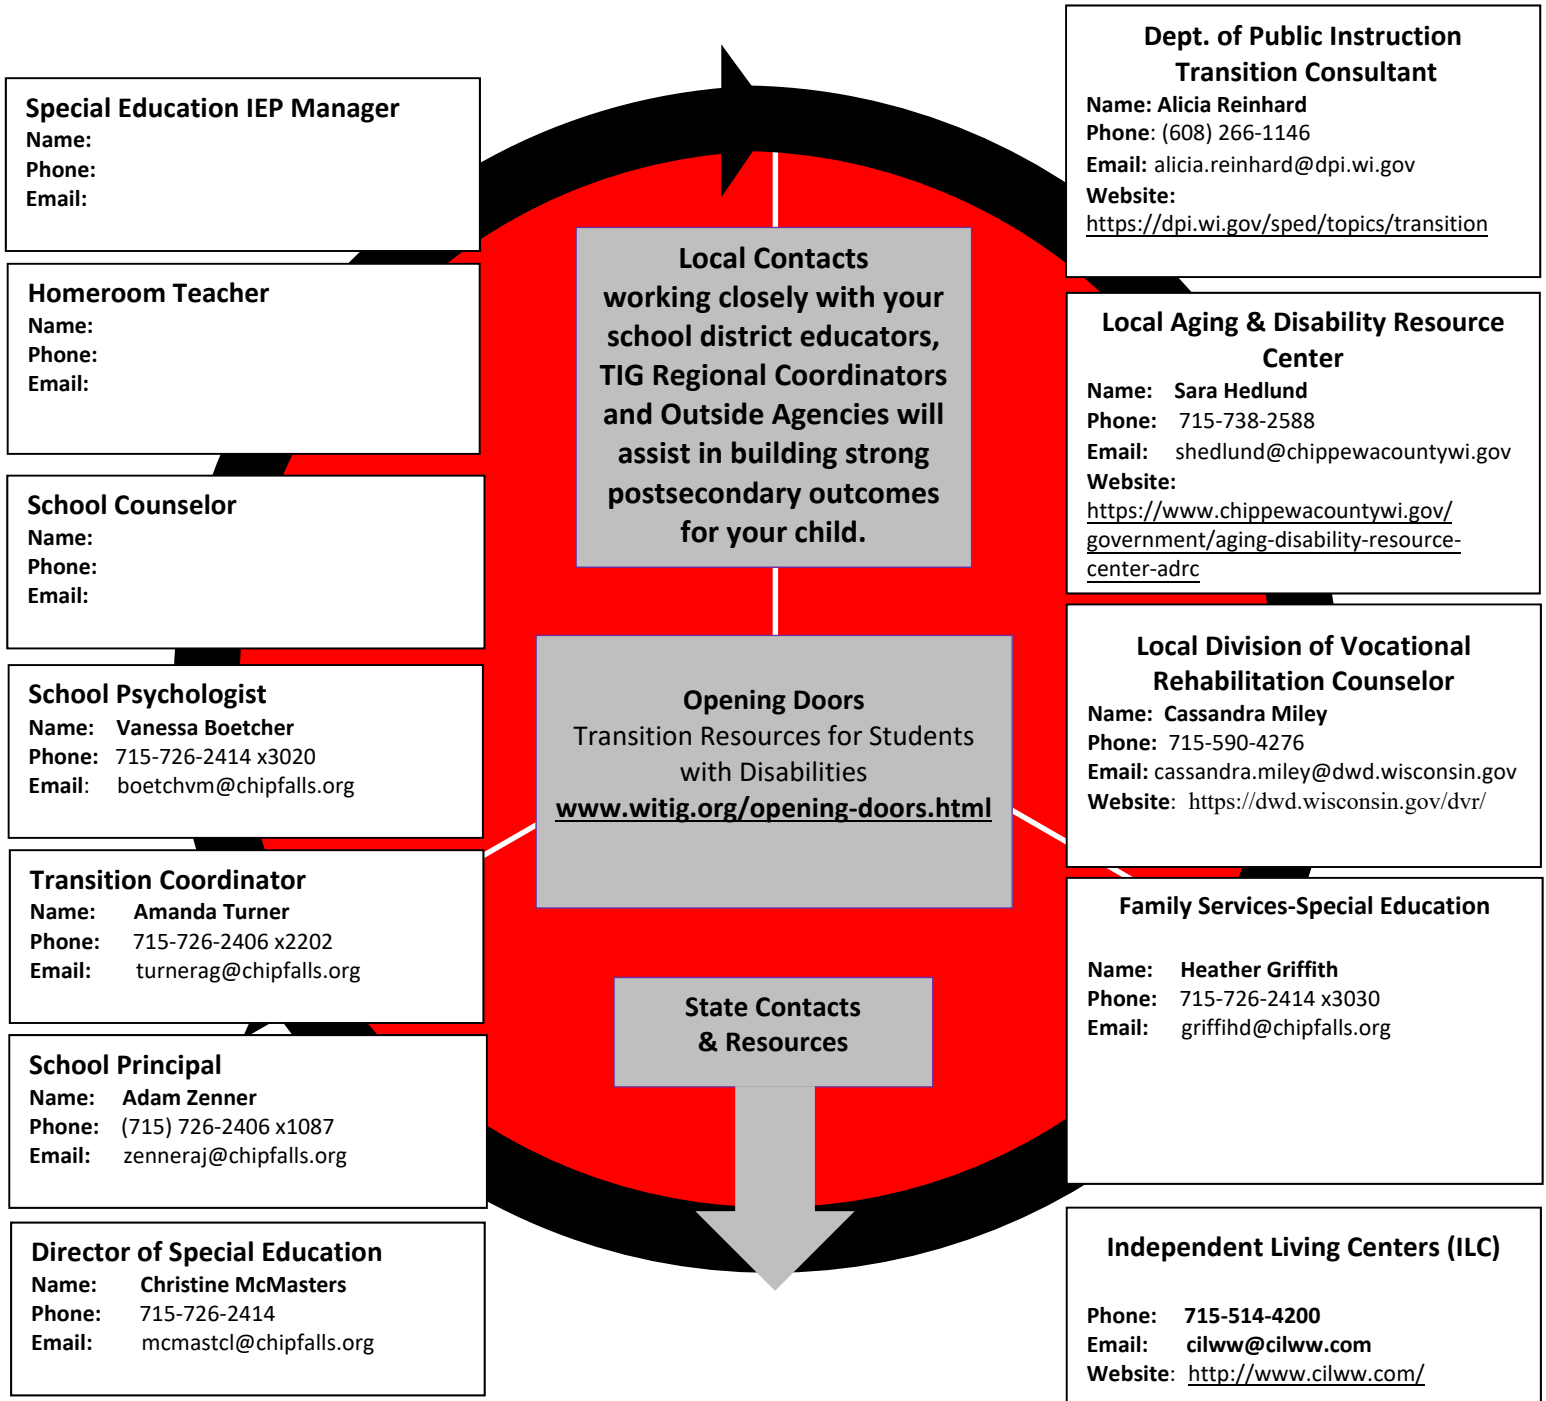 Special Education IEP Manager
Name:
Phone:
Email:
Homeroom Teacher
Name:
Phone:
Email:
School Counselor
Name:
Phone:
Email:
School Psychologist
Name: Vanessa Boetcher
Phone: 715-726-2414 x3020
Email: boetchvm@chipfalls.org
Transition Coordinator
Name: Amanda Turner
Phone: 715-726-2406 x2202
Email: turnerag@chipfalls.org
School Principal
Name: Adam Zenner
Phone: (715) 726-2406 x1087
Email: zenneraj@chipfalls.org
Director of Special Education
Name: Christine McMasters
Phone: 715-726-2414
Email: mcmastcl@chipfalls.org
Local Contacts
working closely with your
school district educators,
TIG Regional Coordinators
and Outside Agencies will
assist in building strong
postsecondary outcomes
for your child.
Opening Doors
Transition Resources for Students
with Disabilities
www.witig.org/opening-doors.html
State Contacts
& Resources
Dept. of Public Instruction
Transition Consultant
Name: Alicia Reinhard
Phone: (608) 266-1146
Email: alicia.reinhard@dpi.wi.gov
Website:
https://dpi.wi.gov/sped/topics/transition
Local Aging & Disability Resource
Center
Name: Sara Hedlund
Phone: 715-738-2588
Email: shedlund@chippewacountywi.gov
Website:
https://www.chippewacountywi.gov/
government/aging-disability-resource-
center-adrc
Local Division of Vocational
Rehabilitation Counselor
Name: Cassandra Miley
Phone: 715-590-4276
Email: cassandra.miley@dwd.wisconsin.gov
Website: https://dwd.wisconsin.gov/dvr/
Family Services-Special Education
Name: Heather Griffith
Phone: 715-726-2414 x3030
Email: griffihd@chipfalls.org
Independent Living Centers (ILC)
Phone: 715-514-4200
Email: cilww@cilww.com
Website: http://www.cilww.com/